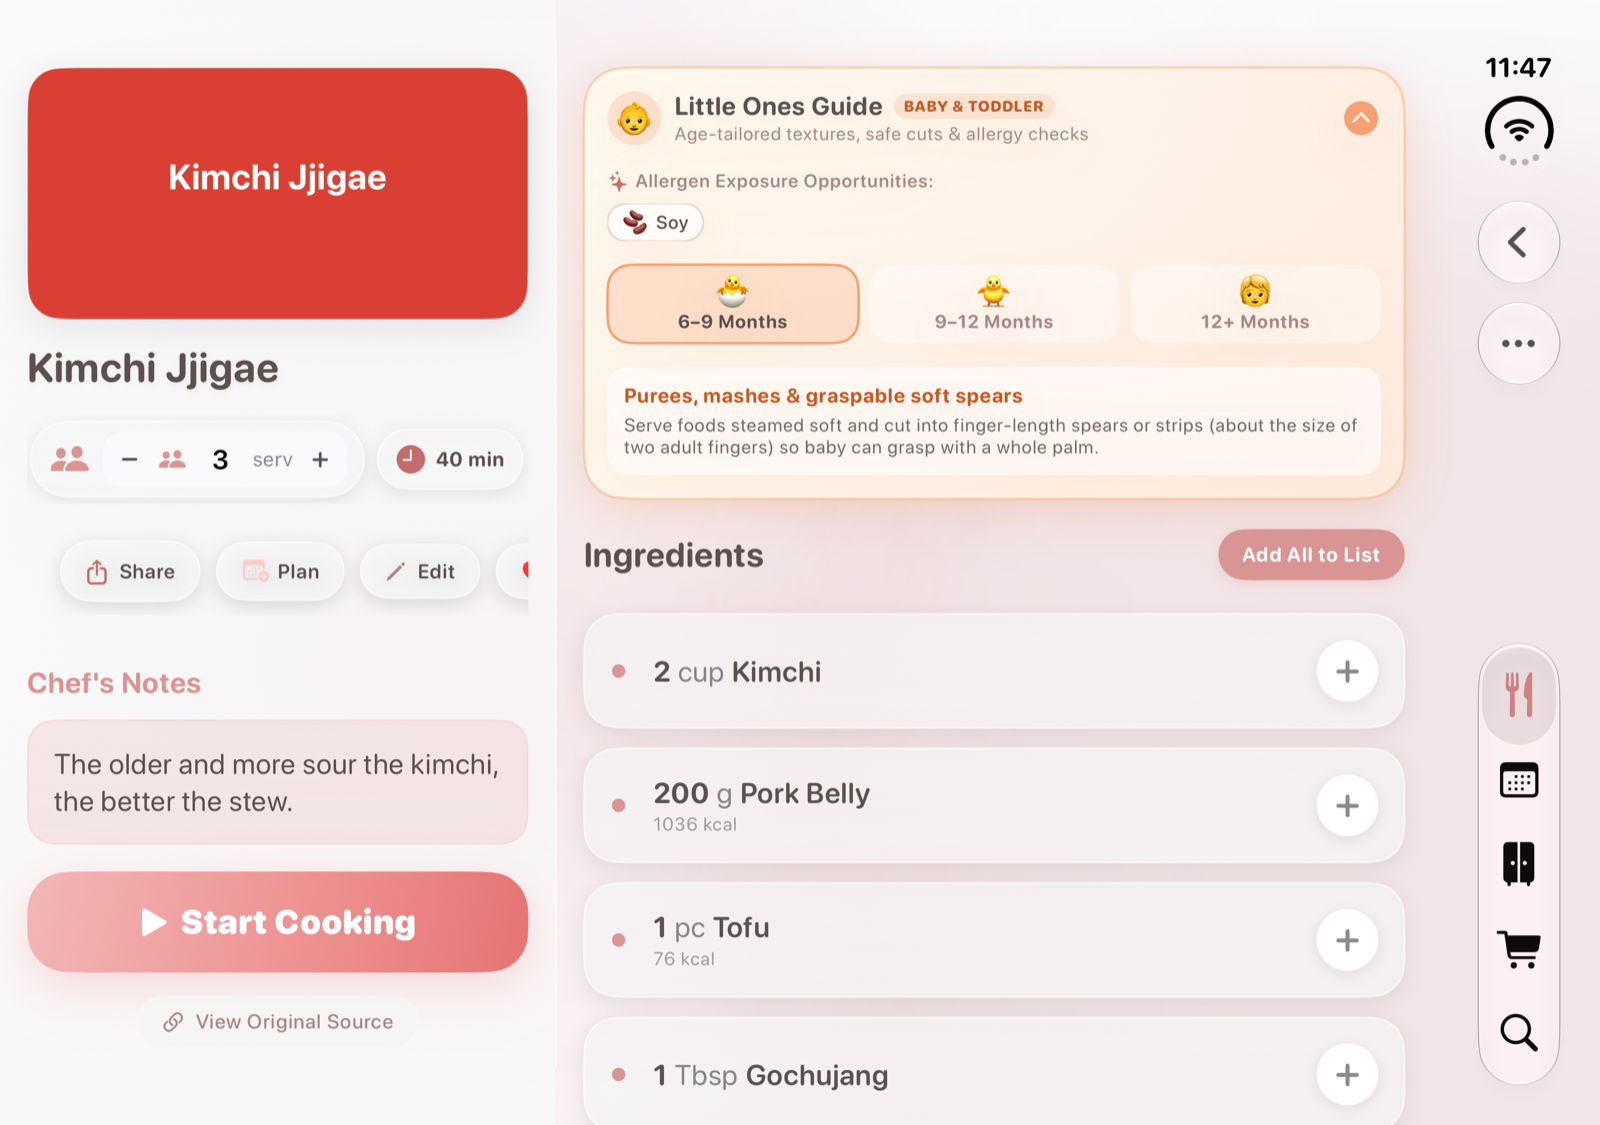 Kimchi Jjigae
Kimchi Jjigae
3 serv
40 min
Share
Plan
Edit
Chef's Notes
The older and more sour the kimchi,
the better the stew.
Start Cooking
View Original Source
Little Ones Guide BABY & TODDLER
Age-tailored textures, safe cuts & allergy checks
Allergen Exposure Opportunities:
Soy
6–9 Months
9–12 Months
12+ Months
Purees, mashes & graspable soft spears
Serve foods steamed soft and cut into finger-length spears or strips (about the size of
two adult fingers) so baby can grasp with a whole palm.
Ingredients
Add All to List
2 cup Kimchi
200 g Pork Belly
1036 kcal
1 pc Tofu
76 kcal
1 Tbsp Gochujang
11:47